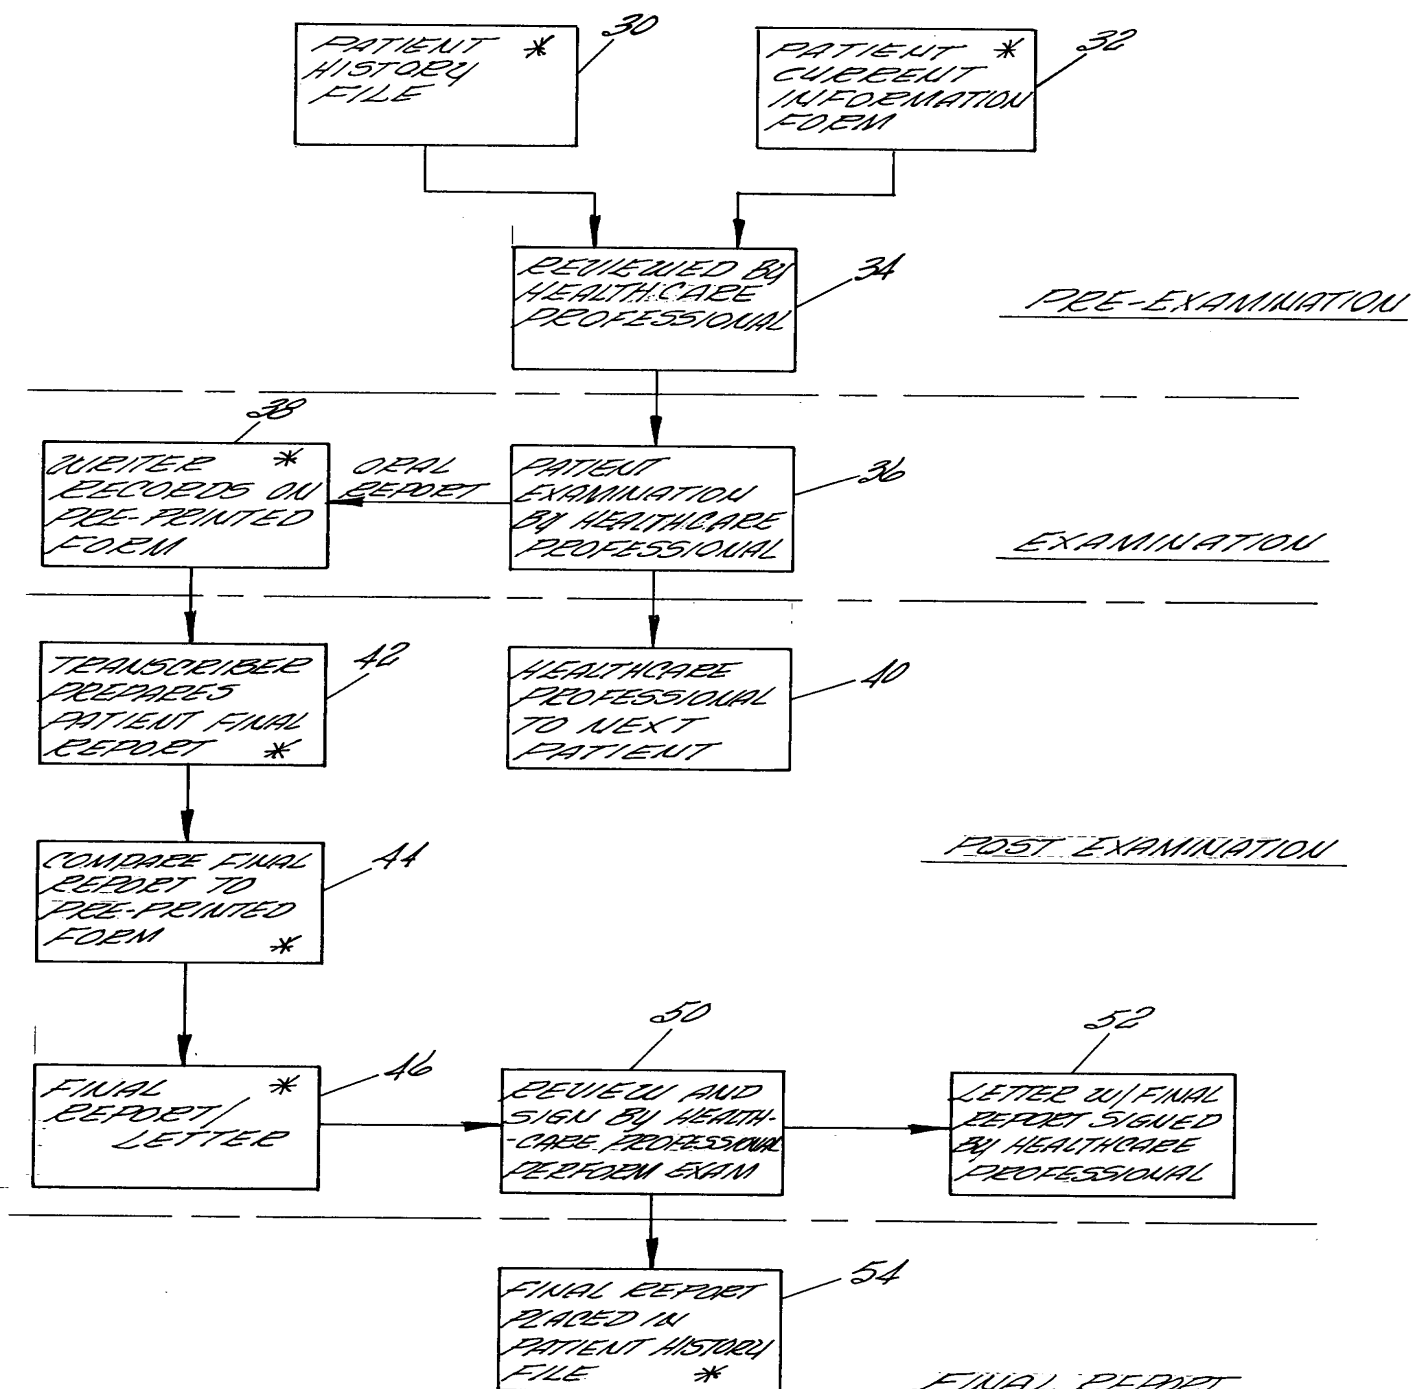 PATIENT *
HISTORY
FILE
30
PATIENT *
CURRENT
INFORMATION
FORM
32
REVIEWED BY
HEALTHCARE
PROFESSIONAL
34
PRE-EXAMINATION
38
WRITER *
RECORDS ON
PRE-PRINTED
FORM
ORAL
REPORT
PATIENT
EXAMINATION
BY HEALTHCARE
PROFESSIONAL
36
EXAMINATION
TRANSCRIBER
PREPARES
PATIENT FINAL
REPORT *
42
HEALTHCARE
PROFESSIONAL
TO NEXT
PATIENT
40
COMPARE FINAL
REPORT TO
PRE-PRINTED
FORM *
44
POST EXAMINATION
FINAL *
REPORT/
LETTER
46
50
REVIEW AND
SIGN BY HEALTH-
-CARE PROFESSIONAL
PERFORM EXAM
52
LETTER W/FINAL
REPORT SIGNED
BY HEALTHCARE
PROFESSIONAL
FINAL REPORT
PLACED IN
PATIENT HISTORY
FILE *
54
FINAL REPORT